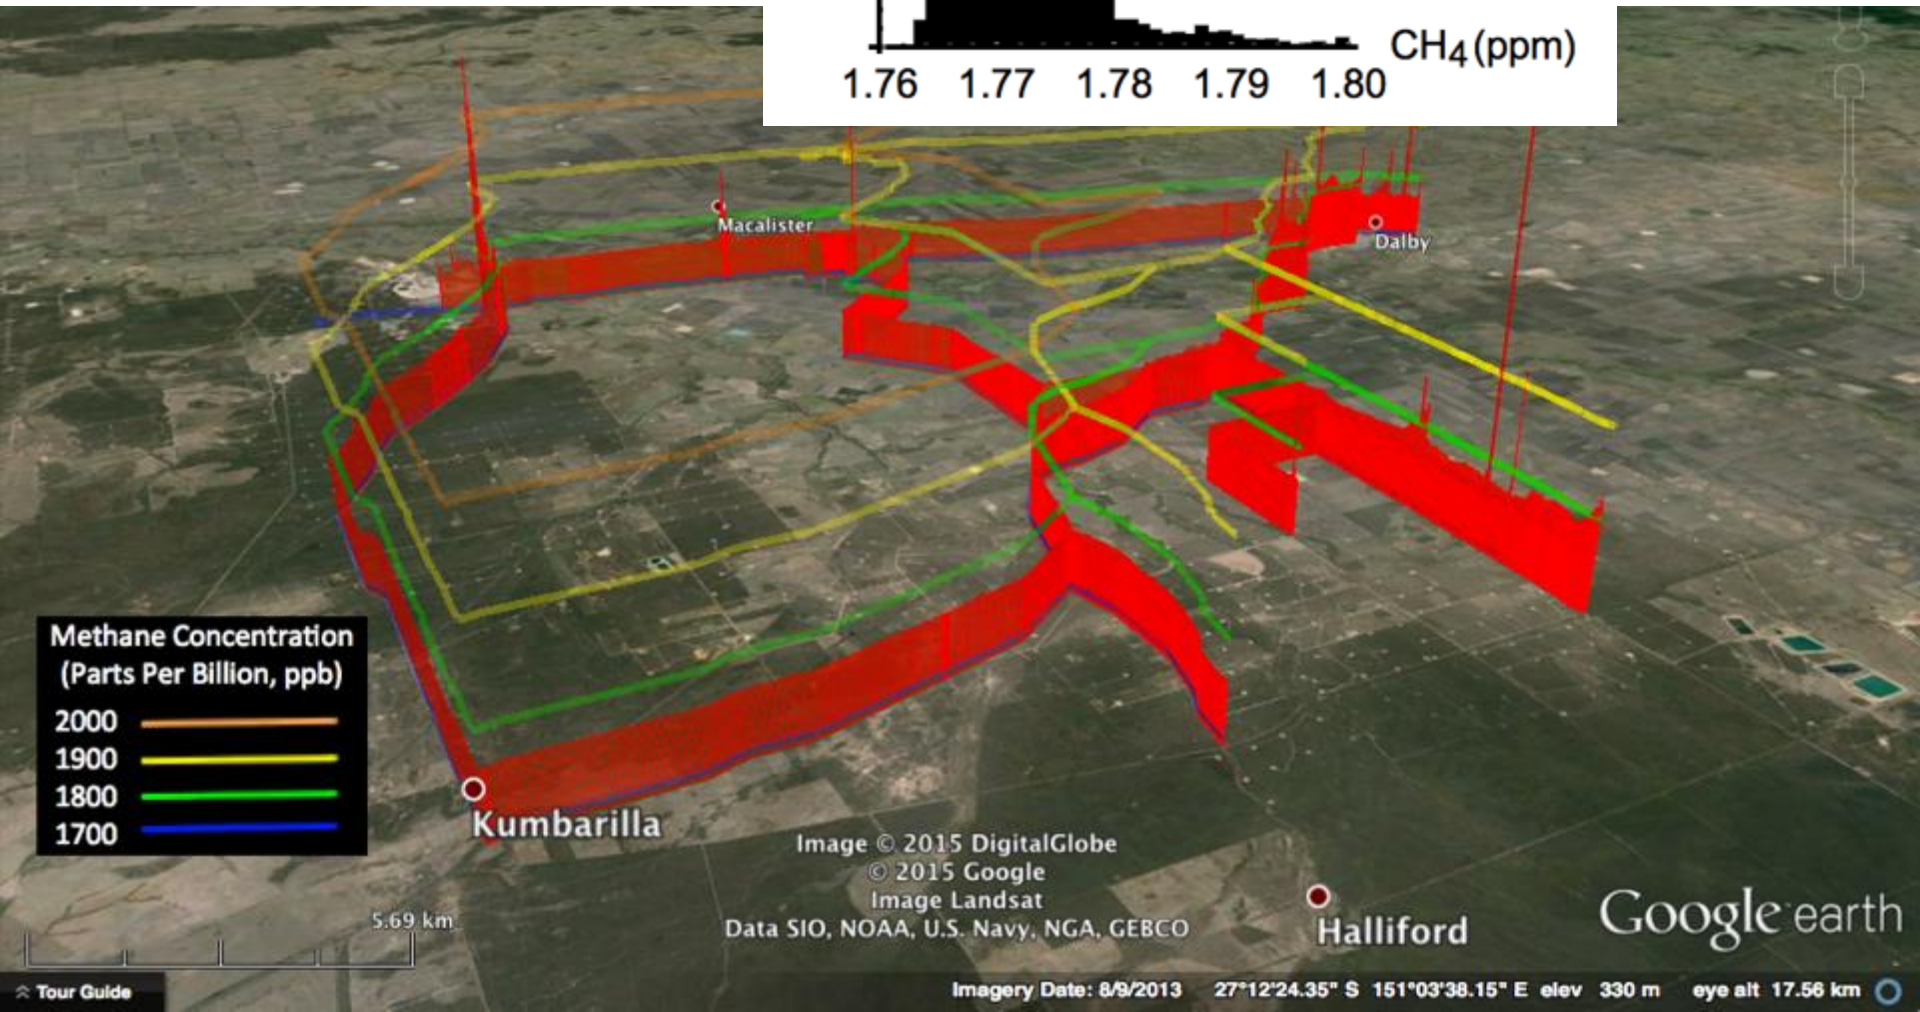 CH4 (ppm)
1.76 1.77 1.78 1.79 1.80
Macalister
Dalby
Methane Concentration
(Parts Per Billion, ppb)
2000
1900
1800
1700
Kumbarilla
Image © 2015 DigitalGlobe
© 2015 Google
Image Landsat
Data SIO, NOAA, U.S. Navy, NGA, GEBCO
5.69 km
Halliford
Google earth
Tour Guide
Imagery Date: 8/9/2013 27°12'24.35" S 151°03'38.15" E elev 330 m eye alt 17.56 km